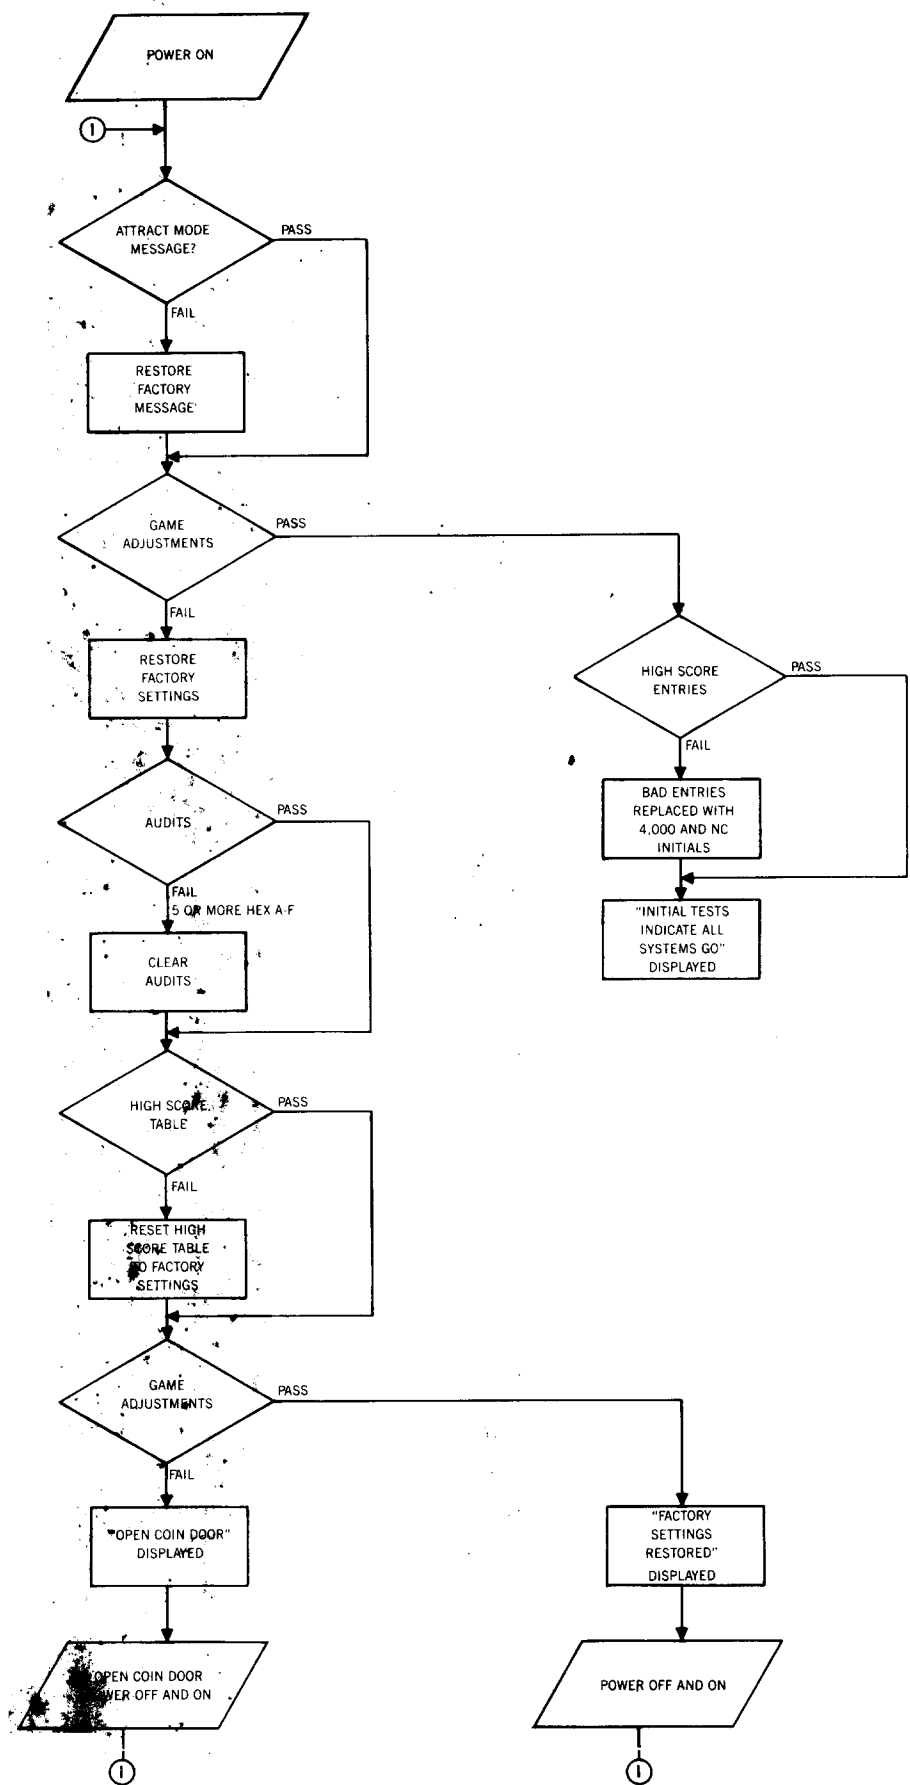 POWER ON
1
ATTRACT MODE
MESSAGE?
PASS
FAIL
RESTORE
FACTORY
MESSAGE
GAME
ADJUSTMENTS
PASS
FAIL
RESTORE
FACTORY
SETTINGS
HIGH SCORE
ENTRIES
PASS
FAIL
BAD ENTRIES
REPLACED WITH
4,000 AND NC
INITIALS
"INITIAL TESTS
INDICATE ALL
SYSTEMS GO"
DISPLAYED
AUDITS
PASS
FAIL
5 OR MORE HEX A-F
CLEAR
AUDITS
HIGH SCORE
TABLE
PASS
FAIL
RESET HIGH
SCORE TABLE
TO FACTORY
SETTINGS
GAME
ADJUSTMENTS
PASS
FAIL
"OPEN COIN DOOR"
DISPLAYED
"FACTORY
SETTINGS
RESTORED"
DISPLAYED
OPEN COIN DOOR
POWER OFF AND ON
POWER OFF AND ON
1
1